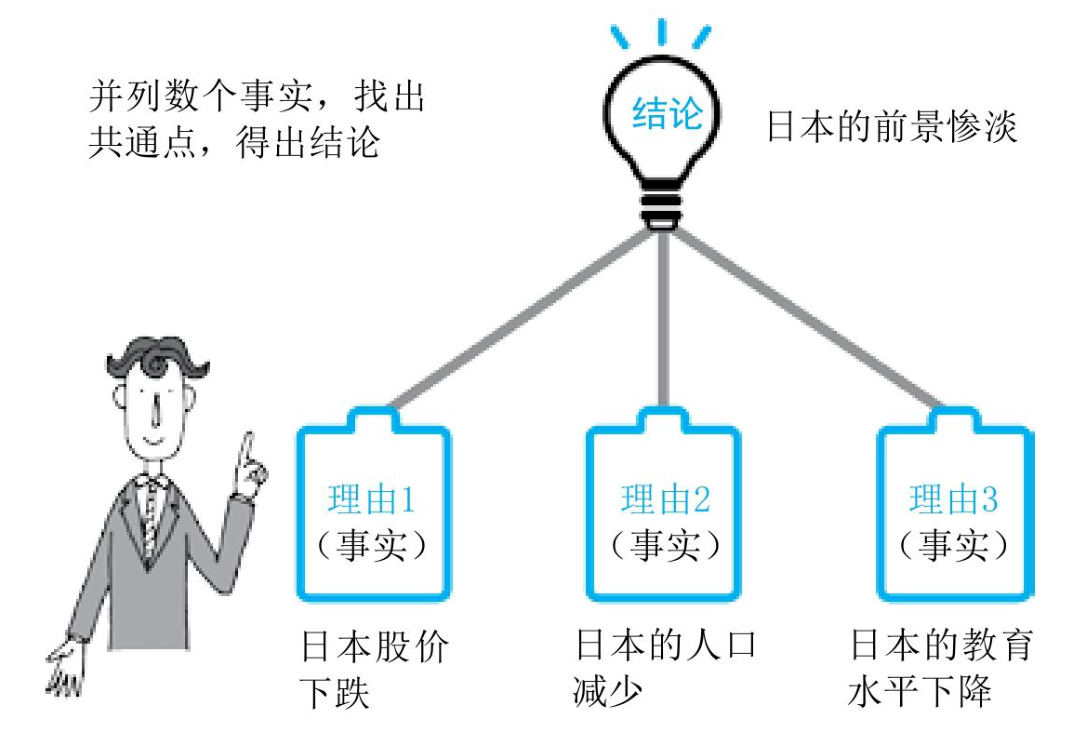 并列数个事实，找出
共通点，得出结论
结论
日本的前景惨淡
理由1
（事实）
理由2
（事实）
理由3
（事实）
日本股价
下跌
日本的人口
减少
日本的教育
水平下降